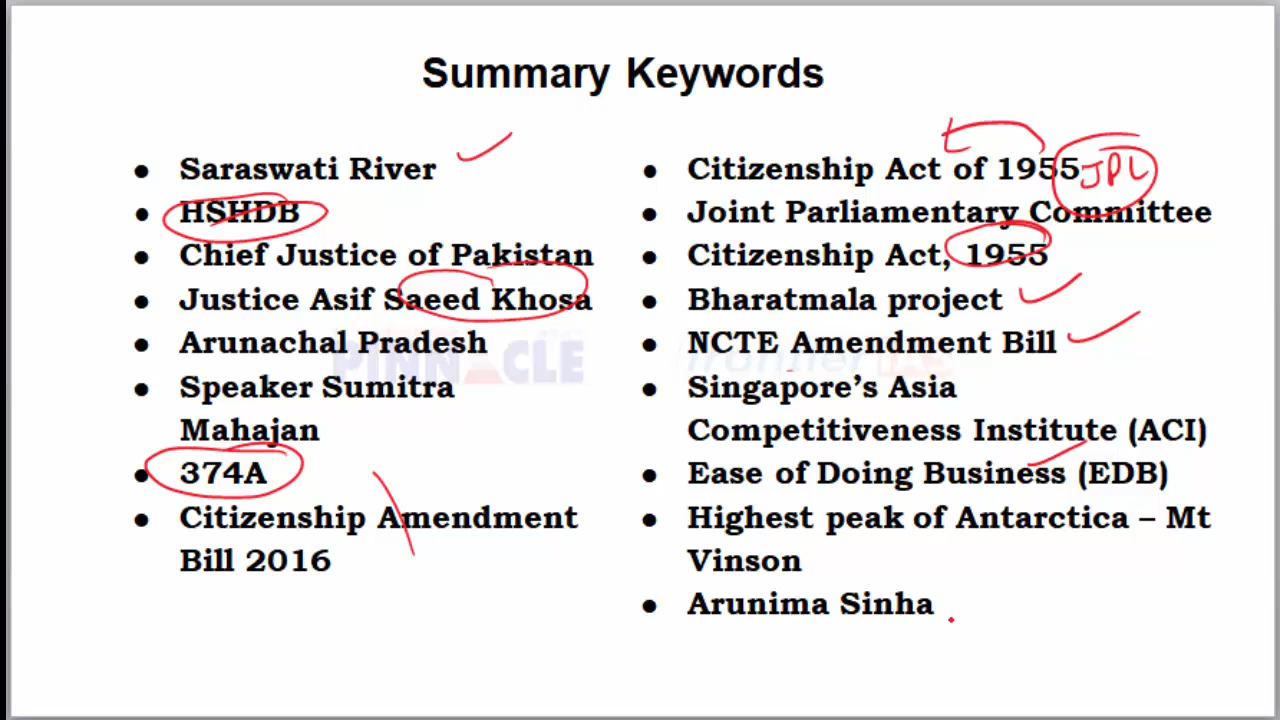 Summary Keywords
Saraswati River
HSHDB
Chief Justice of Pakistan
Justice Asif Saeed Khosa
Arunachal Pradesh
Speaker Sumitra
Mahajan
374A
Citizenship Amendment
Bill 2016
Citizenship Act of 1955
JPL
Joint Parliamentary Committee
Citizenship Act, 1955
Bharatmala project
NCTE Amendment Bill
Singapore’s Asia
Competitiveness Institute (ACI)
Ease of Doing Business (EDB)
Highest peak of Antarctica – Mt
Vinson
Arunima Sinha
PINNACLE
frontier IAS